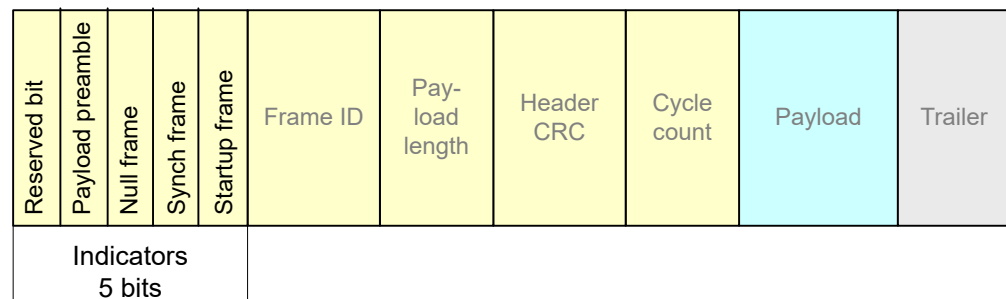 Reserved bit
Payload preamble
Null frame
Synch frame
Startup frame
Frame ID
Pay-
load
length
Header
CRC
Cycle
count
Payload
Trailer
Indicators
5 bits